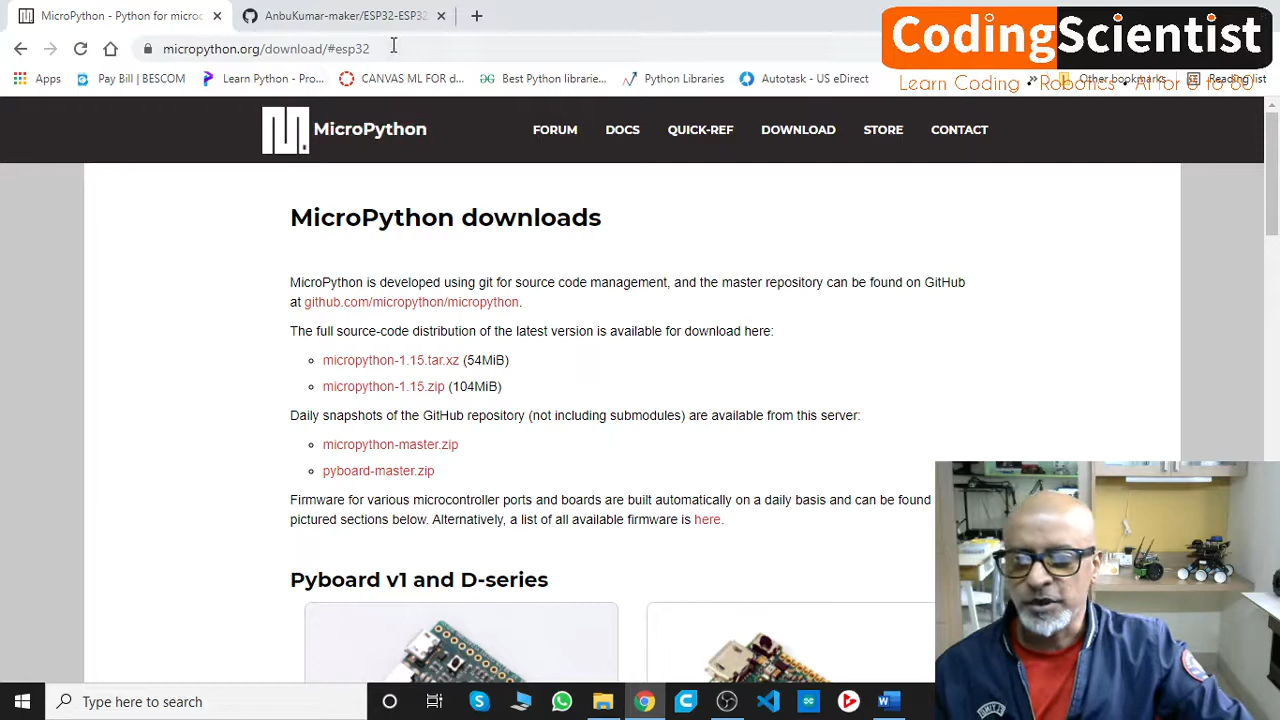 MicroPython - Python for microc
AnbuKumar-maker/ESP32-ESP32
micropython.org/download/#esp32
Apps
Pay Bill | BESCOM
Learn Python - Pro...
CANVAS ML FOR d...
Best Python librarie...
Python Libraries
Autotask - US eDirect
»
Other bookmarks
Reading list
CodingScientist
Learn Coding • Robotics • AI for 6 to 60
MicroPython
FORUM
DOCS
QUICK-REF
DOWNLOAD
STORE
CONTACT
MicroPython downloads
MicroPython is developed using git for source code management, and the master repository can be found on GitHub
at github.com/micropython/micropython.
The full source-code distribution of the latest version is available for download here:
micropython-1.15.tar.xz (54MiB)
micropython-1.15.zip (104MiB)
Daily snapshots of the GitHub repository (not including submodules) are available from this server:
micropython-master.zip
pyboard-master.zip
Firmware for various microcontroller ports and boards are built automatically on a daily basis and can be found
pictured sections below. Alternatively, a list of all available firmware is here.
Pyboard v1 and D-series
Type here to search